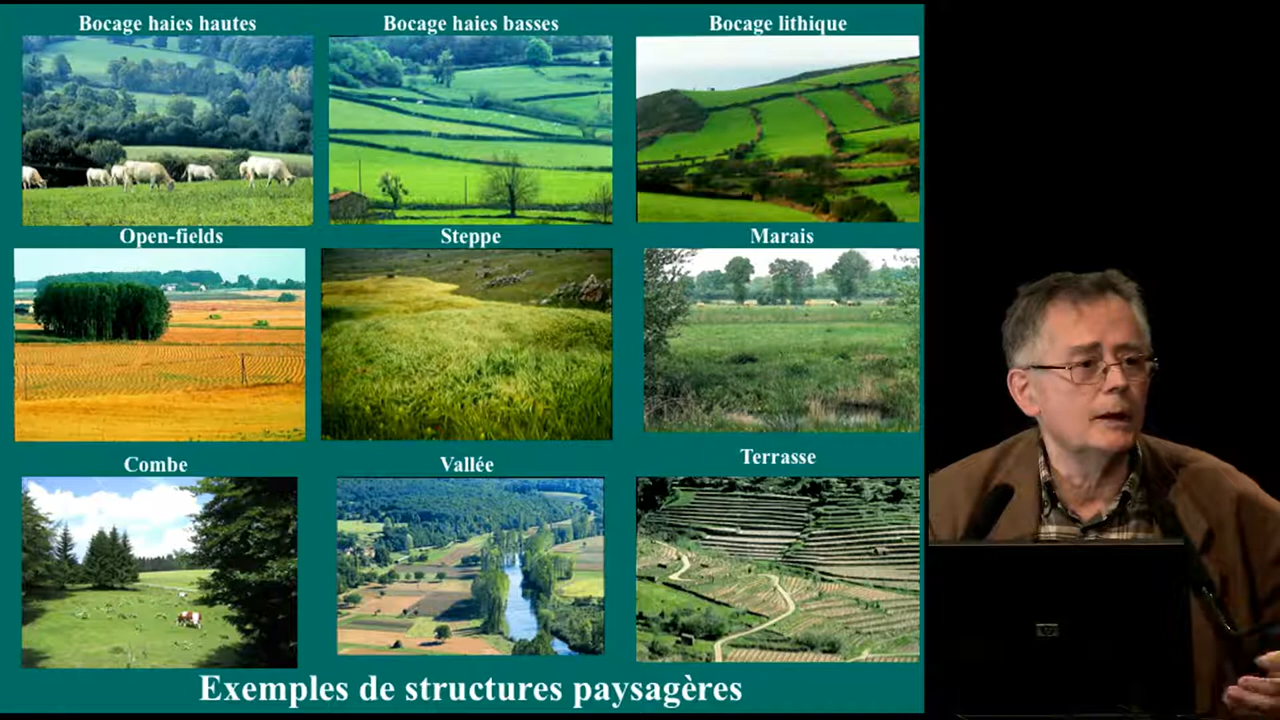 Bocage haies hautes
Bocage haies basses
Bocage lithique
Open-fields
Steppe
Marais
Combe
Vallée
Terrasse
Exemples de structures paysagères